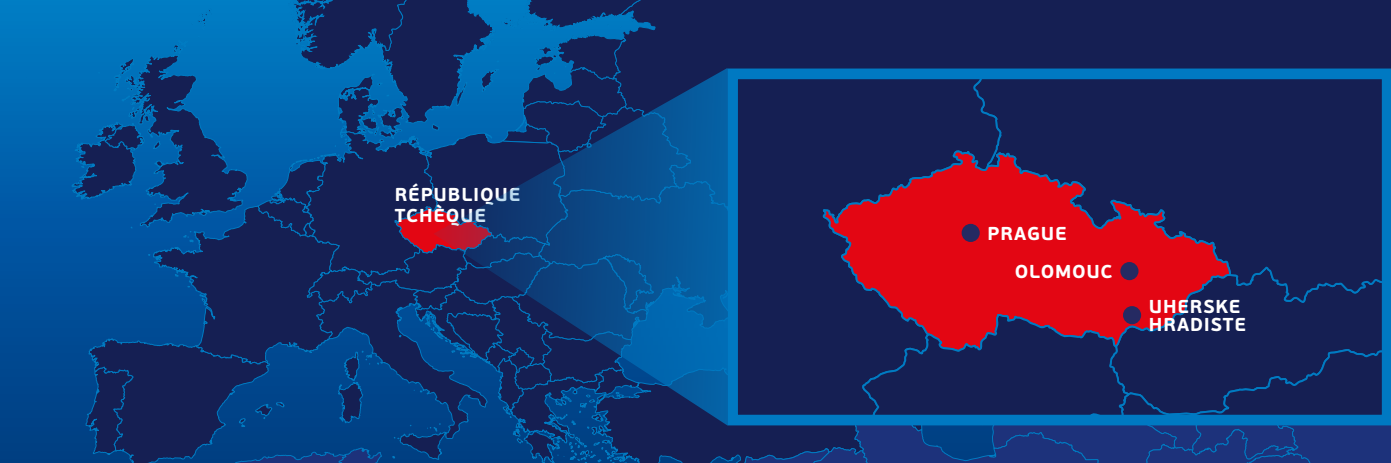 RÉPUBLIQUE
TCHÈQUE
PRAGUE
OLOMOUC
UHERSKE
HRADISTE